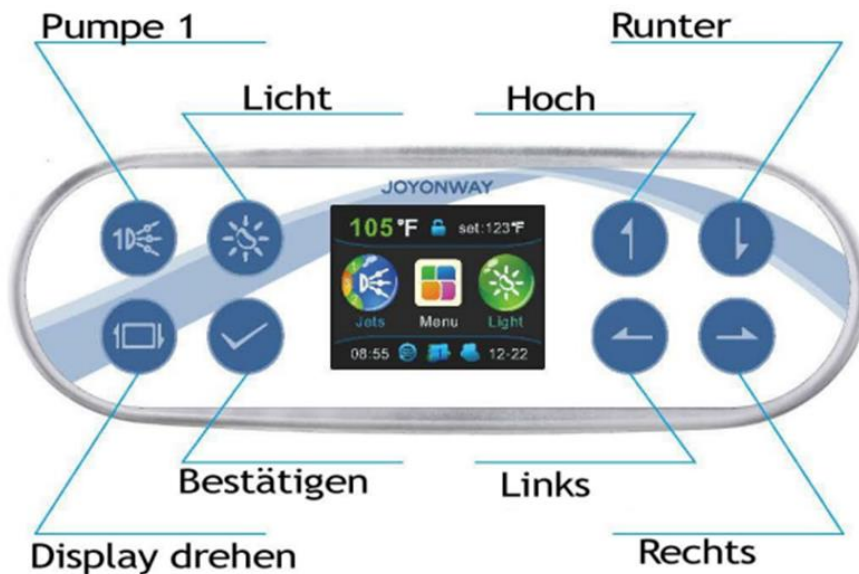 Pumpe 1
Runter
Licht
Hoch
JOYONWAY
105°F set:123°F
1
Jets Menu Light
08:55 12-22
Bestätigen
Links
Display drehen
Rechts